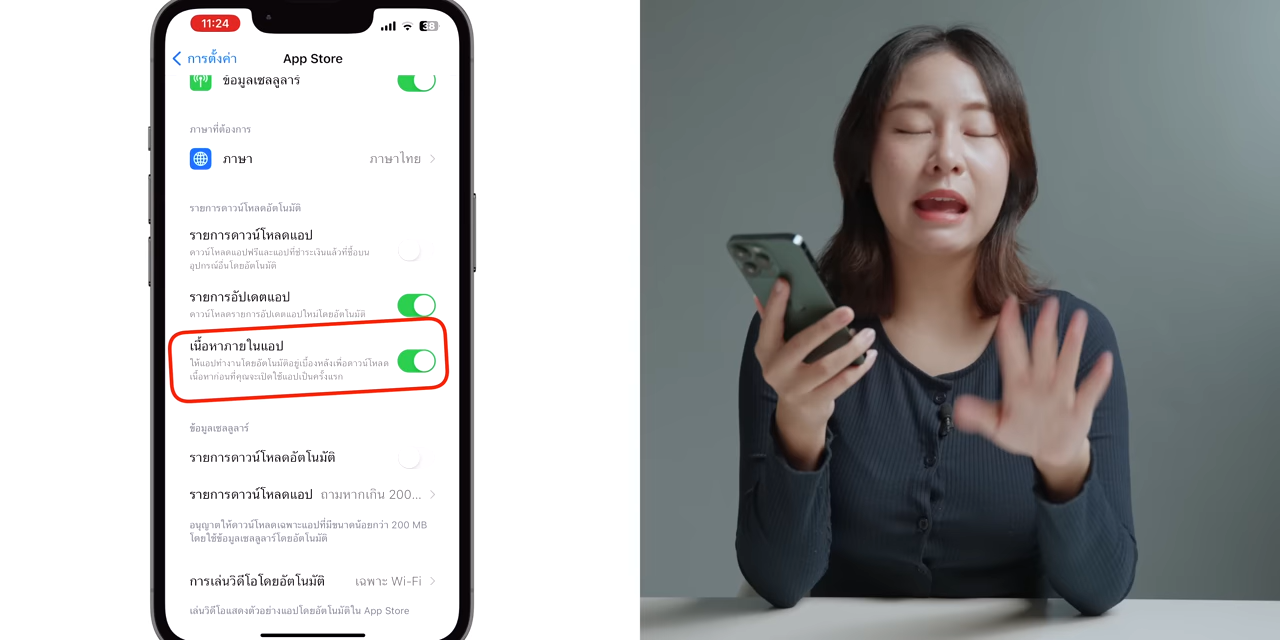 11:24
38
การตั้งค่า
App Store
ข้อมูลเซลลูลาร์
ภาษาที่ต้องการ
ภาษา ภาษาไทย
รายการดาวน์โหลดอัตโนมัติ
รายการดาวน์โหลดแอป
ดาวน์โหลดแอปฟรีและแอปที่ชำระเงินแล้วที่ซื้อบน
อุปกรณ์อื่นโดยอัตโนมัติ
รายการอัปเดตแอป
ดาวน์โหลดรายการอัปเดตแอปใหม่โดยอัตโนมัติ
เนื้อหาภายในแอป
ให้แอปทำงานโดยอัตโนมัติอยู่เบื้องหลังเพื่อดาวน์โหลด
เนื้อหาก่อนที่คุณจะเปิดใช้แอปเป็นครั้งแรก
ข้อมูลเซลลูลาร์
รายการดาวน์โหลดอัตโนมัติ
รายการดาวน์โหลดแอป ถามหากเกิน 200...
อนุญาตให้ดาวน์โหลดเฉพาะแอปที่มีขนาดน้อยกว่า 200 MB
โดยใช้ข้อมูลเซลลูลาร์โดยอัตโนมัติ
การเล่นวิดีโอโดยอัตโนมัติ เฉพาะ Wi-Fi
เล่นวิดีโอแสดงตัวอย่างแอปโดยอัตโนมัติใน App Store